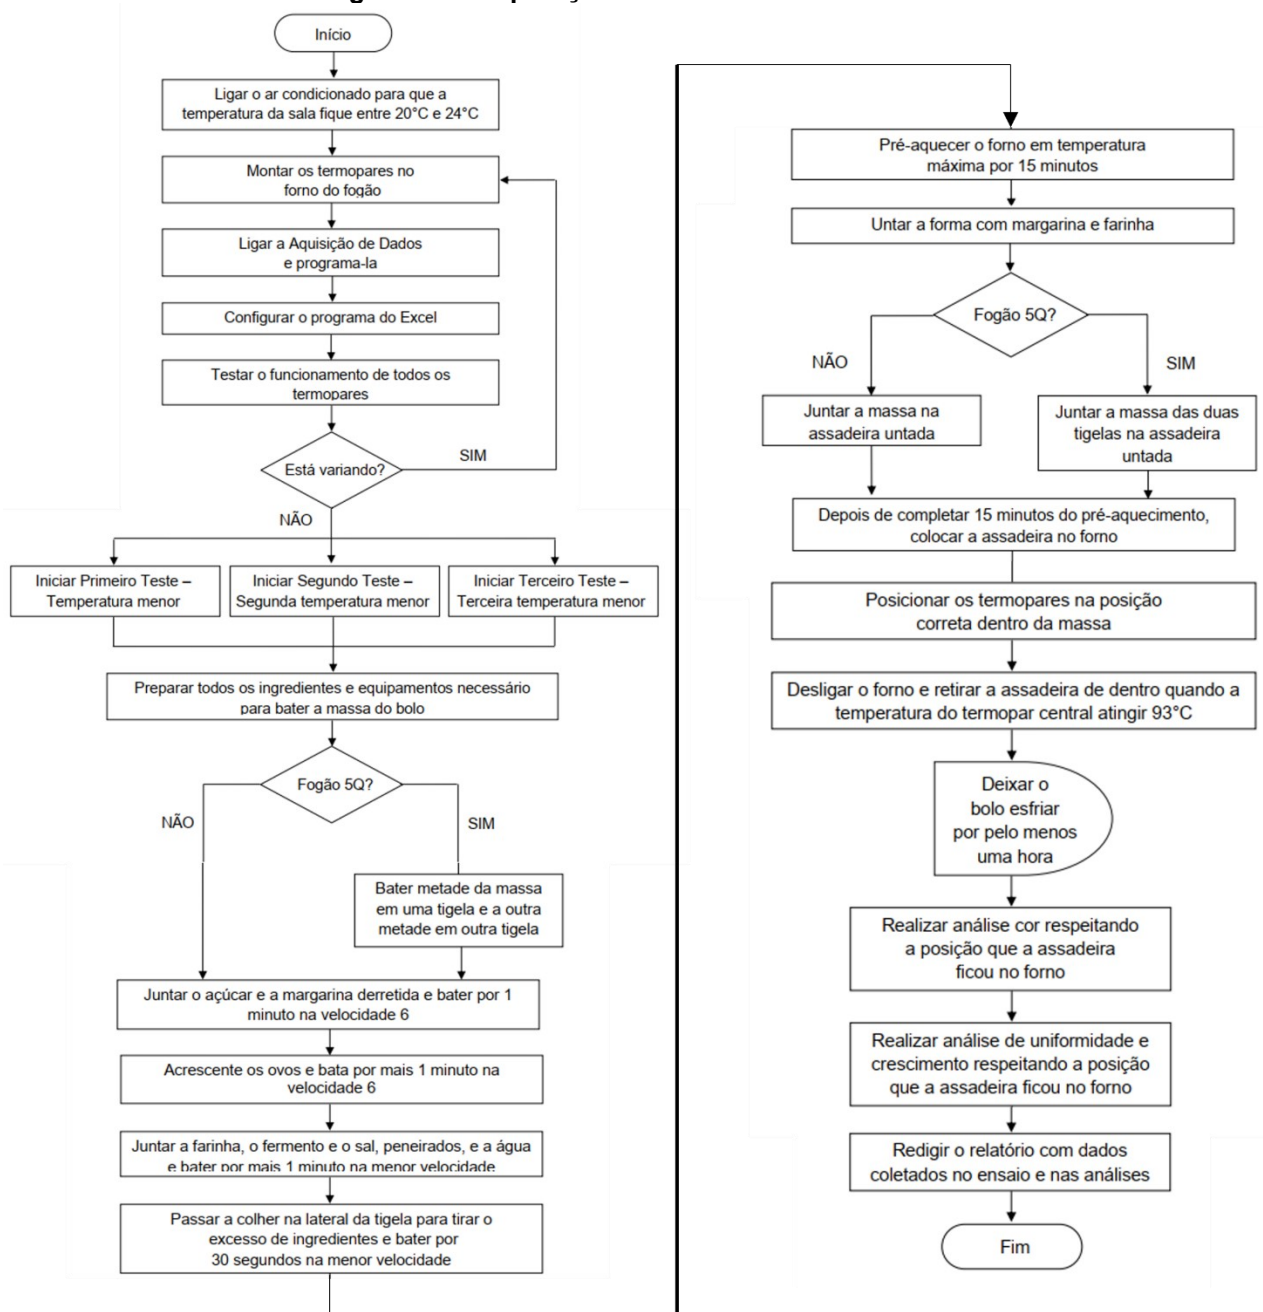 Início
Ligar o ar condicionado para que a
temperatura da sala fique entre 20°C e 24°C
Montar os termopares no
forno do fogão
Ligar a Aquisição de Dados
e programa-la
Configurar o programa do Excel
Testar o funcionamento de todos os
termopares
Está variando?
SIM
NÃO
Iniciar Primeiro Teste –
Temperatura menor
Iniciar Segundo Teste –
Segunda temperatura menor
Iniciar Terceiro Teste –
Terceira temperatura menor
Preparar todos os ingredientes e equipamentos necessário
para bater a massa do bolo
Fogão 5Q?
NÃO
SIM
Bater metade da massa
em uma tigela e a outra
metade em outra tigela
Juntar o açúcar e a margarina derretida e bater por 1
minuto na velocidade 6
Acrescente os ovos e bata por mais 1 minuto na
velocidade 6
Juntar a farinha, o fermento e o sal, peneirados, e a água
e bater por mais 1 minuto na menor velocidade
Passar a colher na lateral da tigela para tirar o
excesso de ingredientes e bater por
30 segundos na menor velocidade
Pré-aquecer o forno em temperatura
máxima por 15 minutos
Untar a forma com margarina e farinha
Fogão 5Q?
NÃO
SIM
Juntar a massa na
assadeira untada
Juntar a massa das duas
tigelas na assadeira
untada
Depois de completar 15 minutos do pré-aquecimento,
colocar a assadeira no forno
Posicionar os termopares na posição
correta dentro da massa
Desligar o forno e retirar a assadeira de dentro quando a
temperatura do termopar central atingir 93°C
Deixar o
bolo esfriar
por pelo menos
uma hora
Realizar análise cor respeitando
a posição que a assadeira
ficou no forno
Realizar análise de uniformidade e
crescimento respeitando a posição
que a assadeira ficou no forno
Redigir o relatório com dados
coletados no ensaio e nas análises
Fim